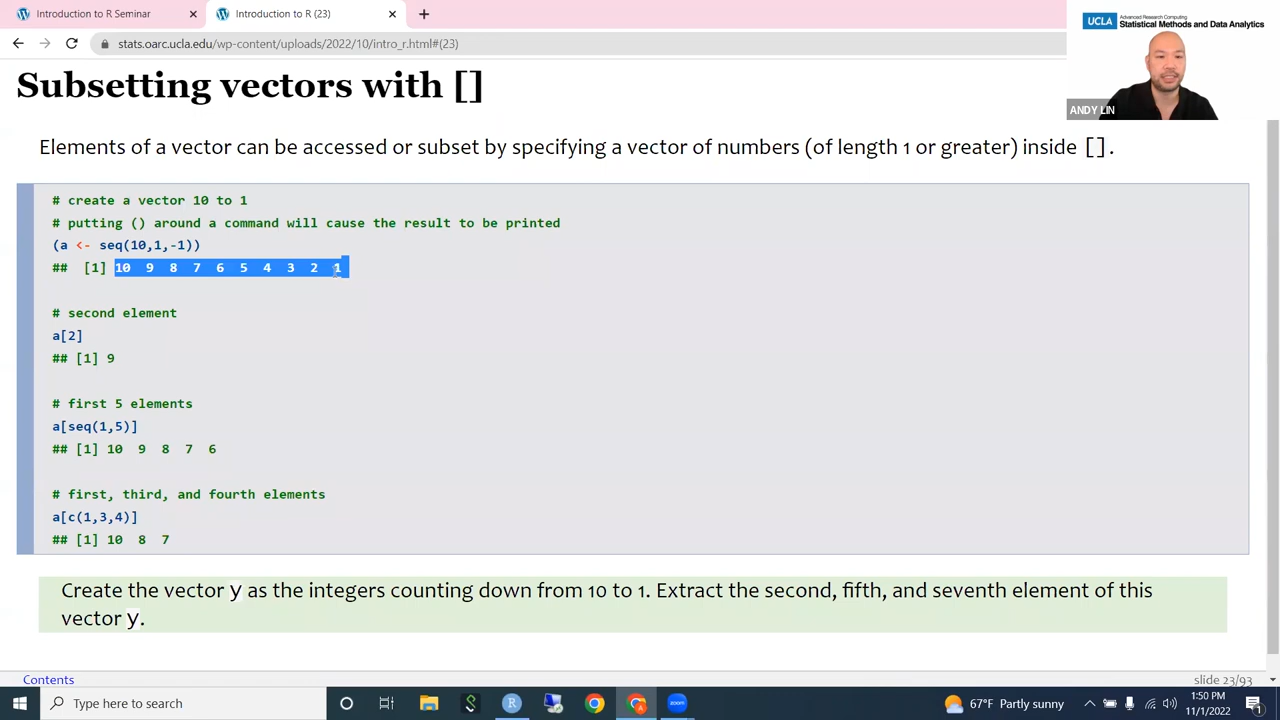 Introduction to R Seminar
Introduction to R (23)
stats.oarc.ucla.edu/wp-content/uploads/2022/10/intro_r.html#(23)
UCLA
Advanced Research Computing
Statistical Methods and Data Analytics
ANDY LIN
Subsetting vectors with []
Elements of a vector can be accessed or subset by specifying a vector of numbers (of length 1 or greater) inside [].
# create a vector 10 to 1
# putting () around a command will cause the result to be printed
(a <- seq(10,1,-1))
## [1] 10 9 8 7 6 5 4 3 2 1
# second element
a[2]
## [1] 9
# first 5 elements
a[seq(1,5)]
## [1] 10 9 8 7 6
# first, third, and fourth elements
a[c(1,3,4)]
## [1] 10 8 7
Create the vector y as the integers counting down from 10 to 1. Extract the second, fifth, and seventh element of this
vector y.
Contents
slide 23/93
Type here to search
zoom
67°F Partly sunny
1:50 PM
11/1/2022